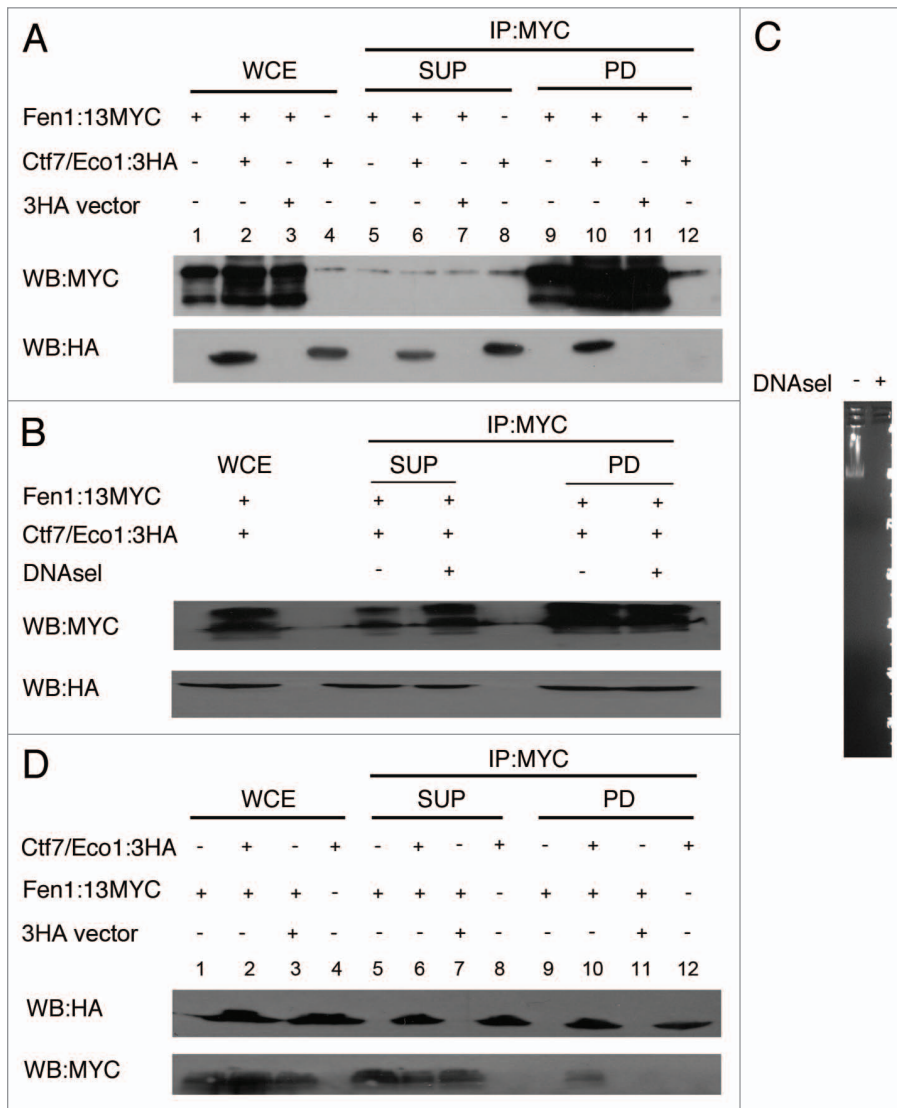 A
IP:MYC
WCE SUP PD
Fen1:13MYC + + + - + + + - + + + -
Ctf7/Eco1:3HA - + - + - + - + - + - +
3HA vector - - + - - - + - - - + -
1 2 3 4 5 6 7 8 9 10 11 12
WB:MYC
WB:HA
B
IP:MYC
WCE SUP PD
Fen1:13MYC + + + + +
Ctf7/Eco1:3HA + + + + +
DNAseI - + - +
WB:MYC
WB:HA
C
DNAseI - +
D
IP:MYC
WCE SUP PD
Ctf7/Eco1:3HA - + - + - + - + - + - +
Fen1:13MYC + + + - + + + - + + + -
3HA vector - - + - - - + - - - + -
1 2 3 4 5 6 7 8 9 10 11 12
WB:HA
WB:MYC